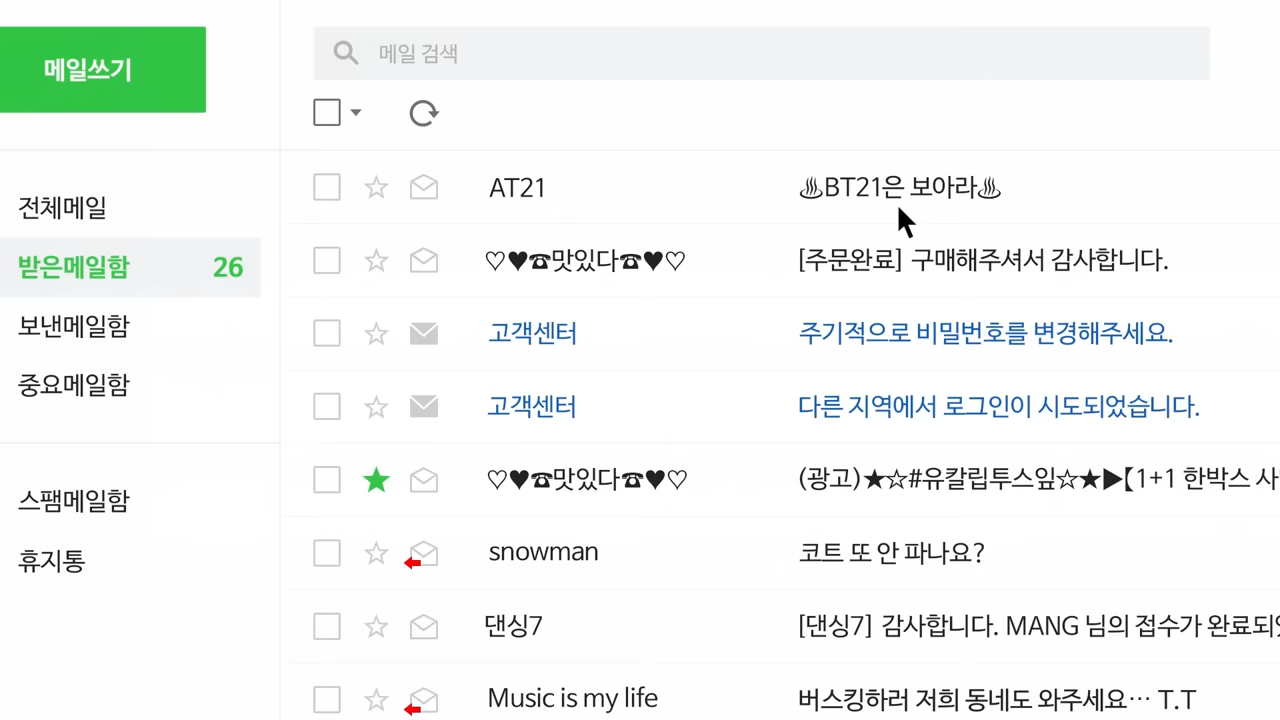 메일쓰기
메일 검색
전체메일
받은메일함 26
보낸메일함
중요메일함
스팸메일함
휴지통
AT21 ♨BT21은 보아라♨
♡♥☎맛있다☎♥♡ [주문완료] 구매해주셔서 감사합니다.
고객센터 주기적으로 비밀번호를 변경해주세요.
고객센터 다른 지역에서 로그인이 시도되었습니다.
♡♥☎맛있다☎♥♡ (광고)★☆#유칼립투스잎☆★▶【1+1 한박스 사
snowman 코트 또 안 파나요?
댄싱7 [댄싱7] 감사합니다. MANG 님의 접수가 완료되었
Music is my life 버스킹하러 저희 동네도 와주세요… T.T